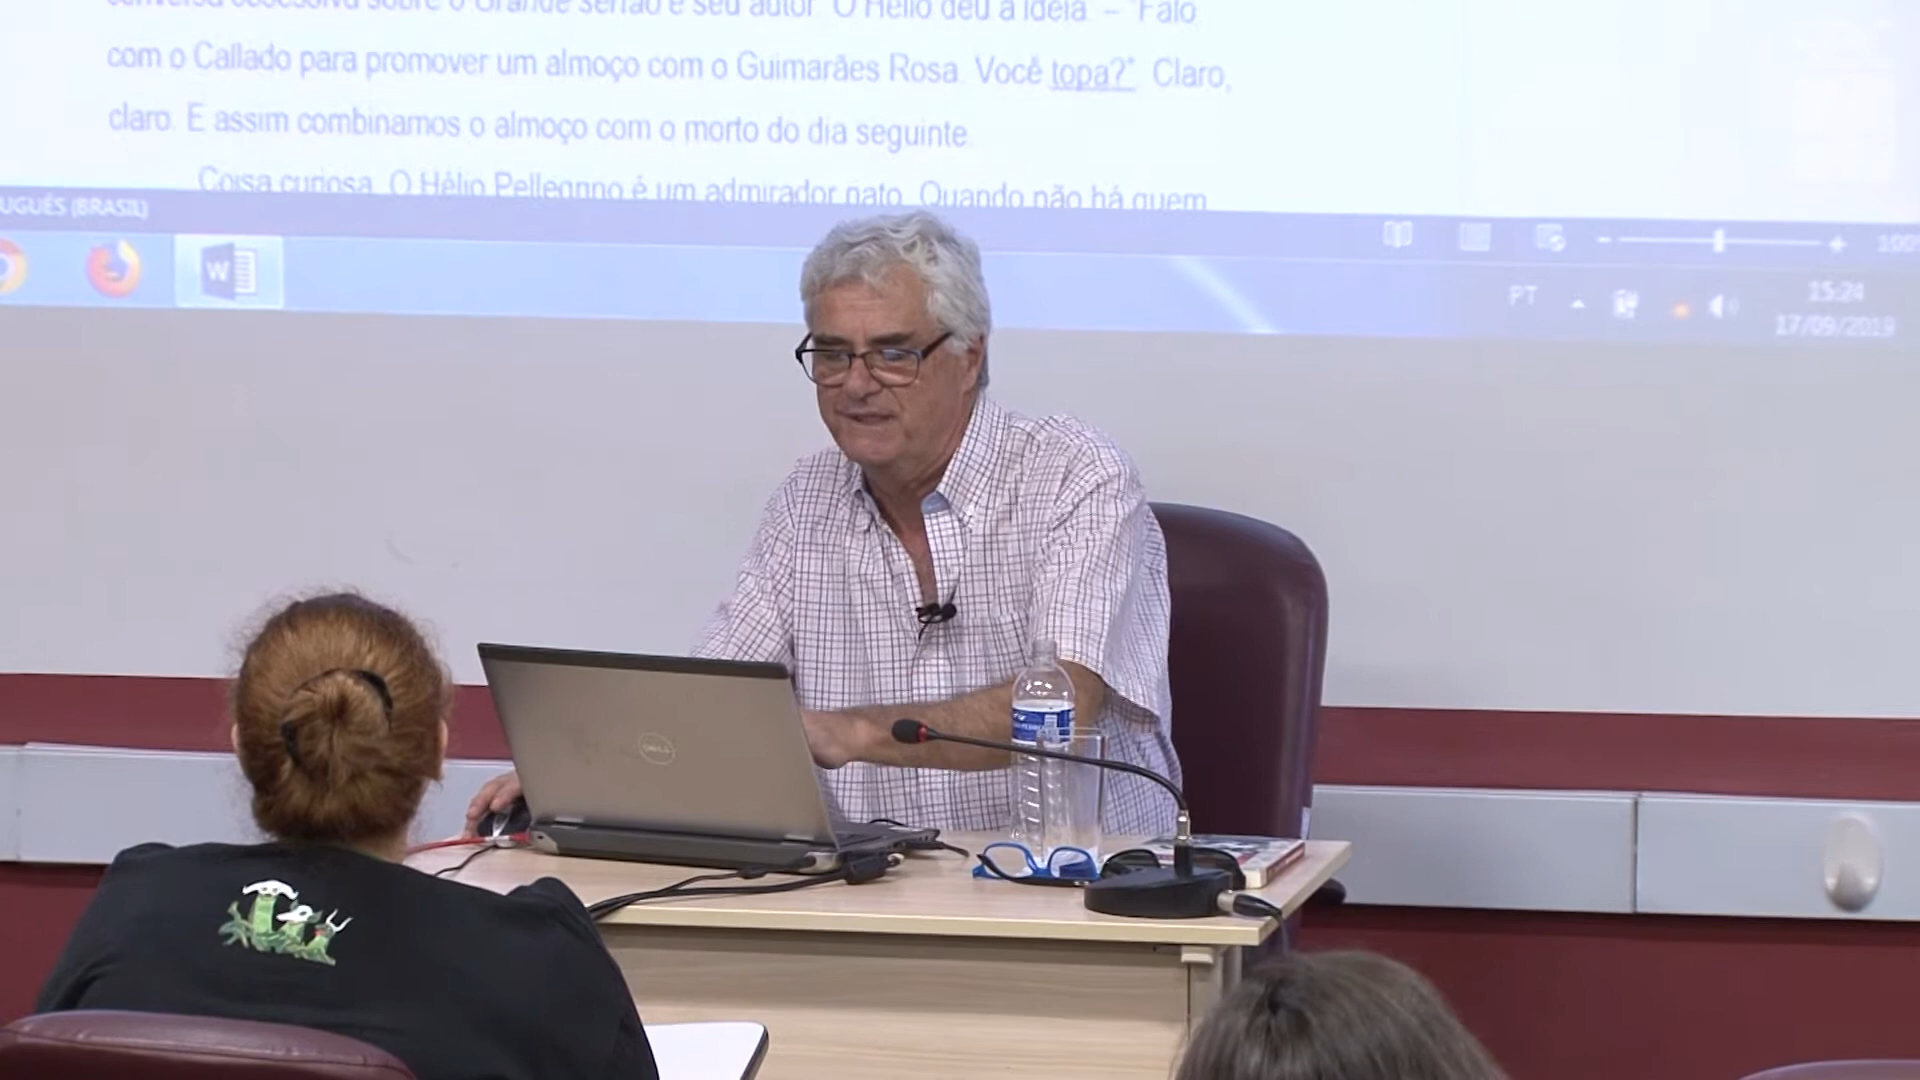 conversa obsessiva sobre o Grande sertão e seu autor. O Hélio deu a ideia: – "Falo
com o Callado para promover um almoço com o Guimarães Rosa. Você topa?". Claro,
claro. E assim combinamos o almoço com o morto do dia seguinte.
Coisa curiosa. O Hélio Pellegrino é um admirador nato. Quando não há quem
UGUÊS (BRASIL)
100
W
PT
15:24
17/09/2019
DELL